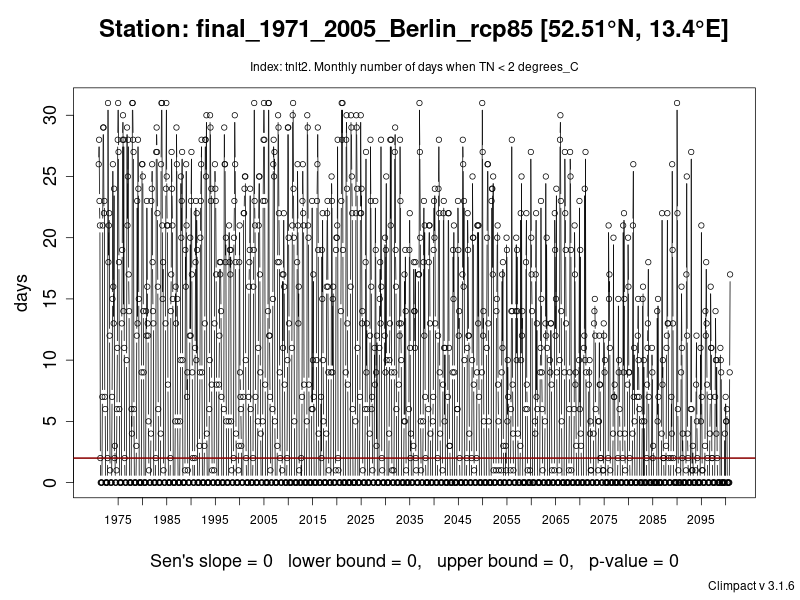 Station: final_1971_2005_Berlin_rcp85 [52.51°N, 13.4°E]
Index: tnlt2. Monthly number of days when TN < 2 degrees_C
days
30
25
20
15
10
5
0
1975 1985 1995 2005 2015 2025 2035 2045 2055 2065 2075 2085 2095
Sen's slope = 0 lower bound = 0, upper bound = 0, p-value = 0
Climpact v 3.1.6